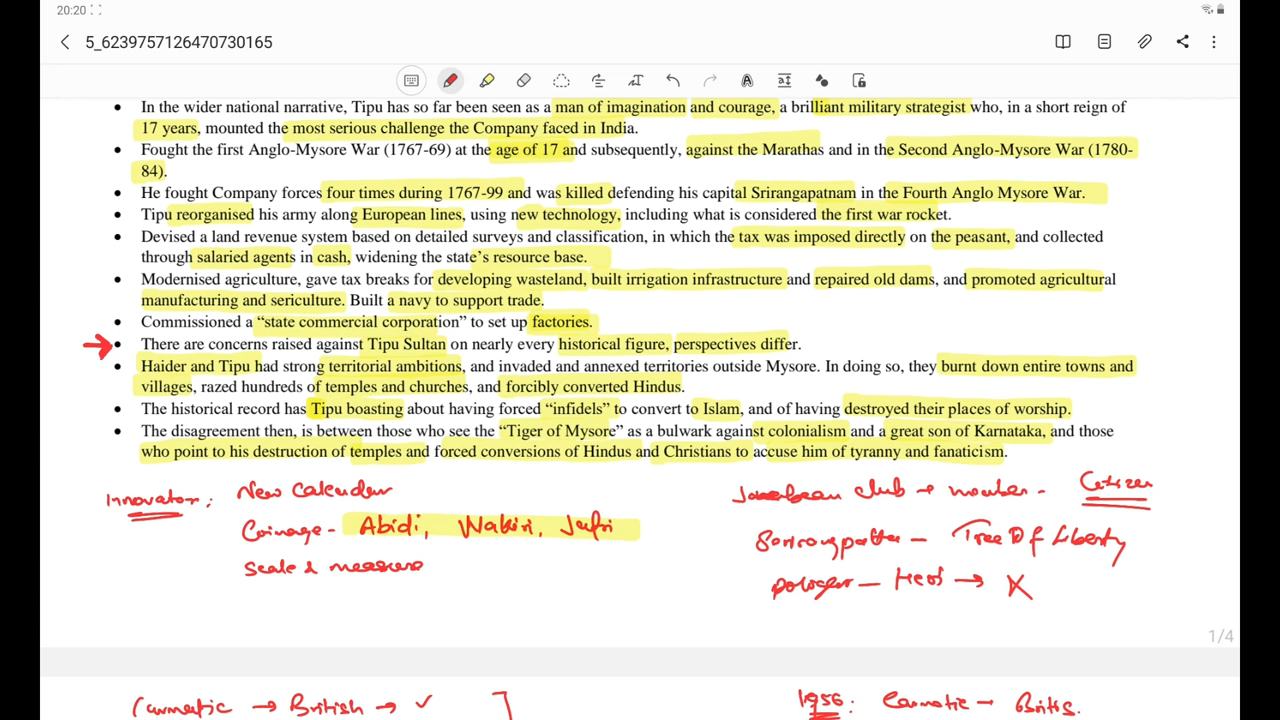 20:20
5_6239757126470730165
In the wider national narrative, Tipu has so far been seen as a man of imagination and courage, a brilliant military strategist who, in a short reign of
17 years, mounted the most serious challenge the Company faced in India.
Fought the first Anglo-Mysore War (1767-69) at the age of 17 and subsequently, against the Marathas and in the Second Anglo-Mysore War (1780-
84).
He fought Company forces four times during 1767-99 and was killed defending his capital Srirangapatnam in the Fourth Anglo Mysore War.
Tipu reorganised his army along European lines, using new technology, including what is considered the first war rocket.
Devised a land revenue system based on detailed surveys and classification, in which the tax was imposed directly on the peasant, and collected
through salaried agents in cash, widening the state's resource base.
Modernised agriculture, gave tax breaks for developing wasteland, built irrigation infrastructure and repaired old dams, and promoted agricultural
manufacturing and sericulture. Built a navy to support trade.
Commissioned a “state commercial corporation” to set up factories.
There are concerns raised against Tipu Sultan on nearly every historical figure, perspectives differ.
Haider and Tipu had strong territorial ambitions, and invaded and annexed territories outside Mysore. In doing so, they burnt down entire towns and
villages, razed hundreds of temples and churches, and forcibly converted Hindus.
The historical record has Tipu boasting about having forced “infidels” to convert to Islam, and of having destroyed their places of worship.
The disagreement then, is between those who see the “Tiger of Mysore” as a bulwark against colonialism and a great son of Karnataka, and those
who point to his destruction of temples and forced conversions of Hindus and Christians to accuse him of tyranny and fanaticism.
Innovator: New Calendar
Coinage - Abidi,
Scale & measure
club → member - Citizen
Tree Of Liberty
→ X
1/4
Carnatic → British → ✓
1956: Carnatic - Britis.